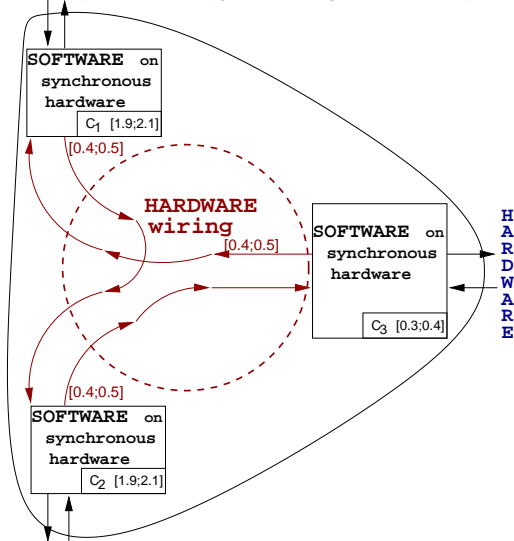 SOFTWARE on
synchronous
hardware
C1 [1.9;2.1]
[0.4;0.5]
HARDWARE
wiring
[0.4;0.5]
SOFTWARE on
synchronous
hardware
C3 [0.3;0.4]
HARDWARE
[0.4;0.5]
SOFTWARE on
synchronous
hardware
C2 [1.9;2.1]